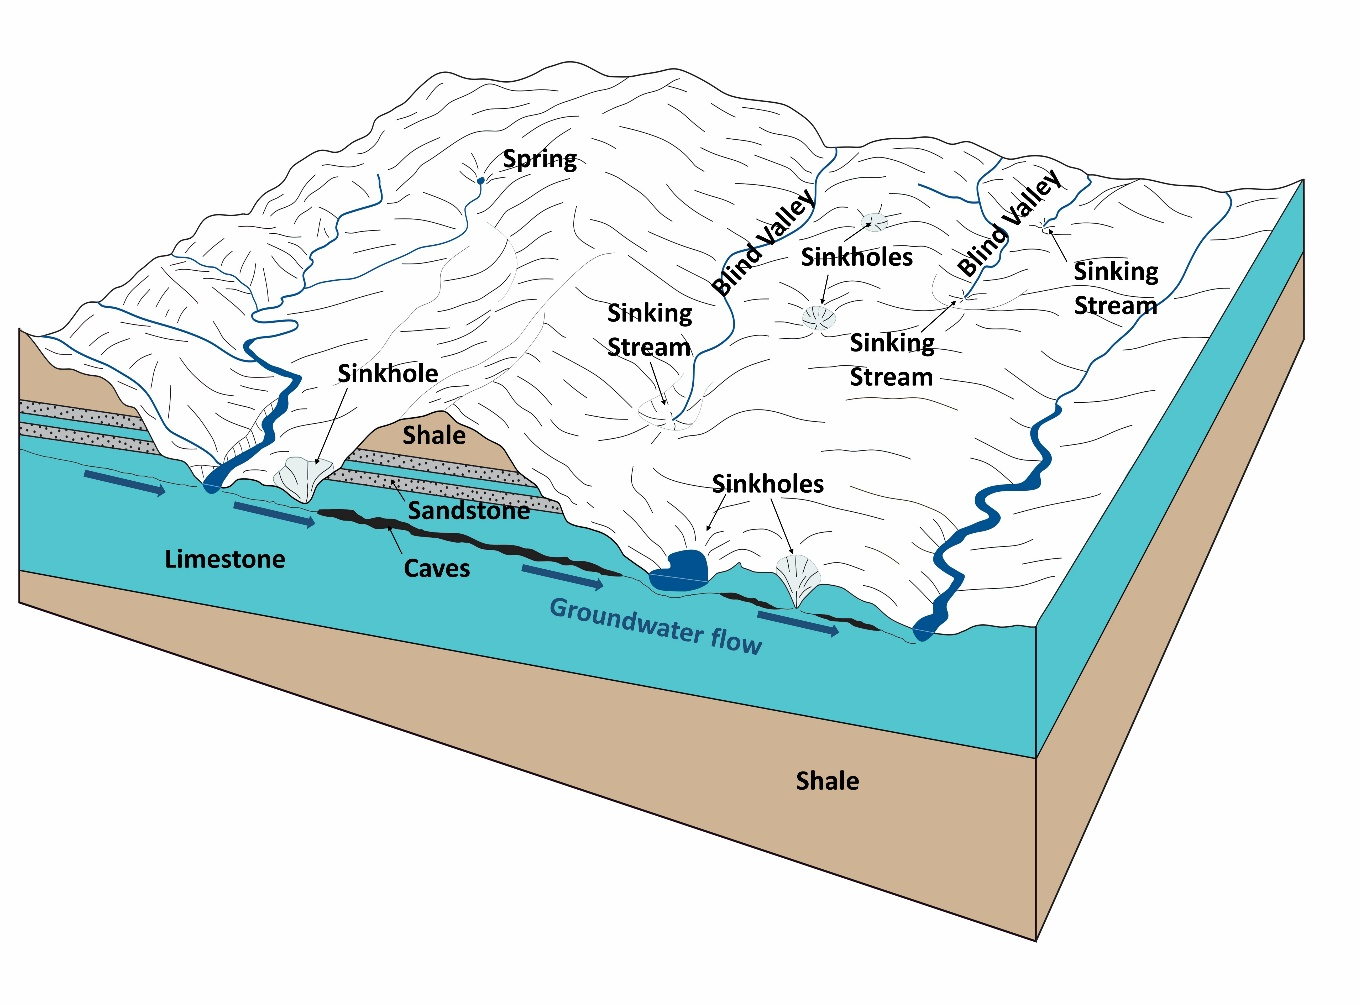 Spring
Blind Valley
Sinkholes
Blind Valley
Sinking
Stream
Sinking
Stream
Sinking
Stream
Sinkhole
Shale
Sinkholes
Sandstone
Limestone
Caves
Groundwater flow
Shale